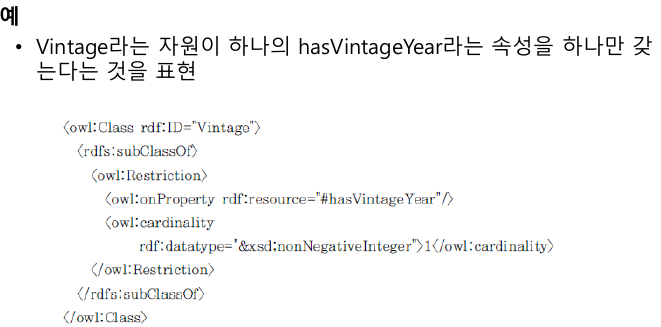 예
• Vintage라는 자원이 하나의 hasVintageYear라는 속성을 하나만 갖
는다는 것을 표현
<owl:Class rdf:ID="Vintage">
<rdfs:subClassOf>
<owl:Restriction>
<owl:onProperty rdf:resource="#hasVintageYear"/>
<owl:cardinality
rdf:datatype="&xsd;nonNegativeInteger">1</owl:cardinality>
</owl:Restriction>
</rdfs:subClassOf>
</owl:Class>